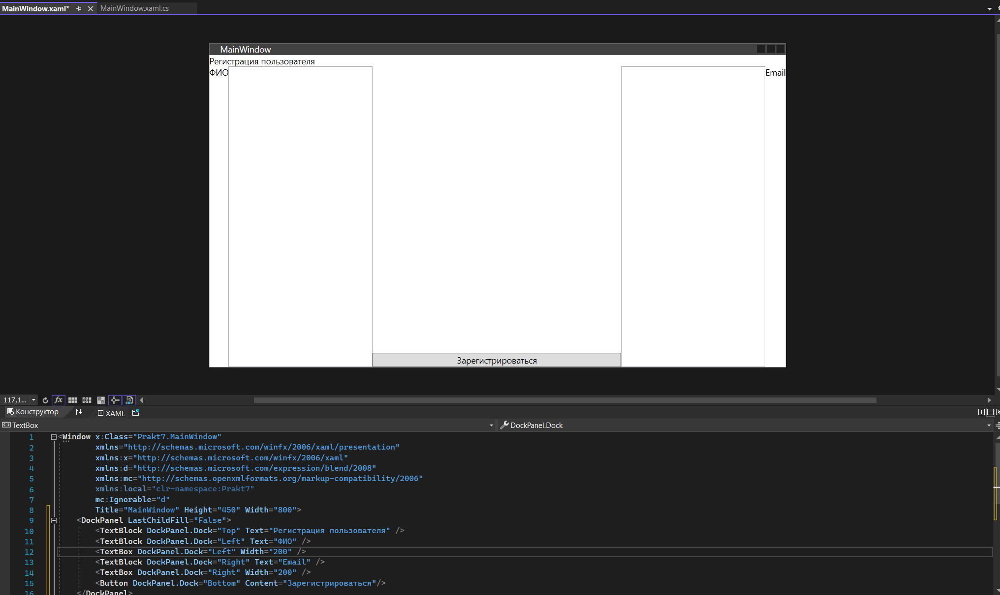 MainWindow.xaml*
MainWindow.xaml.cs
MainWindow
Регистрация пользователя
ФИО
Email
Зарегистрироваться
117,1...
fx
Конструктор
XAML
TextBox
DockPanel.Dock
1 <Window x:Class="Prakt7.MainWindow"
2 xmlns="http://schemas.microsoft.com/winfx/2006/xaml/presentation"
3 xmlns:x="http://schemas.microsoft.com/winfx/2006/xaml"
4 xmlns:d="http://schemas.microsoft.com/expression/blend/2008"
5 xmlns:mc="http://schemas.openxmlformats.org/markup-compatibility/2006"
6 xmlns:local="clr-namespace:Prakt7"
7 mc:Ignorable="d"
8 Title="MainWindow" Height="450" Width="800">
9 <DockPanel LastChildFill="False">
10 <TextBlock DockPanel.Dock="Top" Text="Регистрация пользователя" />
11 <TextBlock DockPanel.Dock="Left" Text="ФИО" />
12 <TextBox DockPanel.Dock="Left" Width="200" />
13 <TextBlock DockPanel.Dock="Right" Text="Email" />
14 <TextBox DockPanel.Dock="Right" Width="200" />
15 <Button DockPanel.Dock="Bottom" Content="Зарегистрироваться"/>
16 </DockPanel>